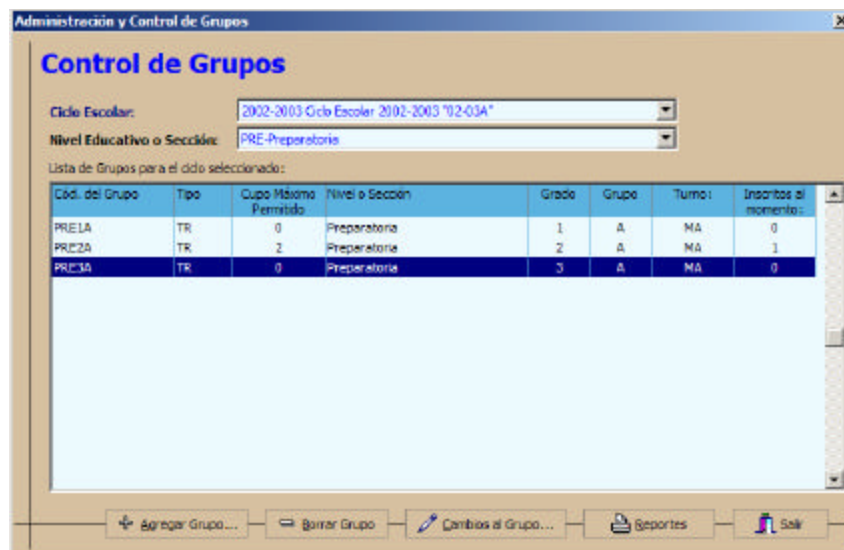 Administración y Control de Grupos
Control de Grupos
Ciclo Escolar: 2002-2003 Ciclo Escolar 2002-2003 "02-03A"
Nivel Educativo o Sección: PRE-Preparatoria
Lista de Grupos para el ciclo seleccionado:
Cód. del Grupo Tipo Cupo Máximo Permitido Nivel o Sección Grado Grupo Turno: Inscritos al momento:
PRE1A TR 0 Preparatoria 1 A MA 0
PRE2A TR 2 Preparatoria 2 A MA 1
PRE3A TR 0 Preparatoria 3 A MA 0
Agregar Grupo... Borrar Grupo Cambios al Grupo... Reportes Salir